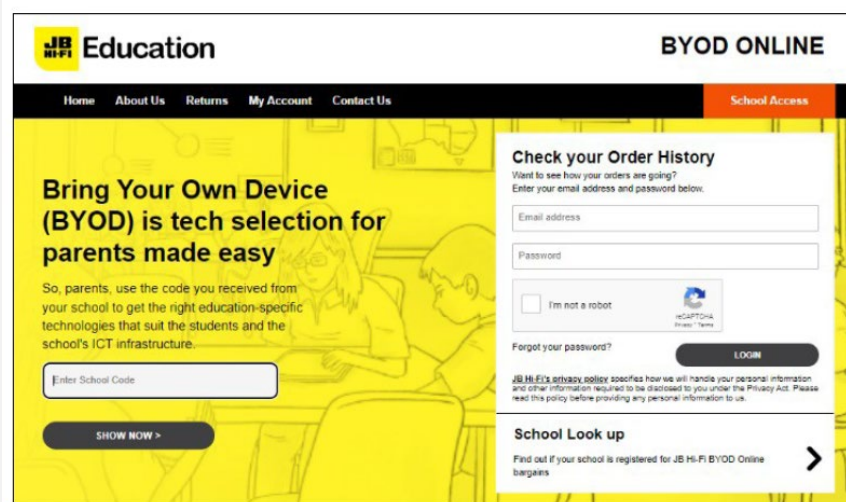 JB
HI-FI
Education
BYOD ONLINE
Home About Us Returns My Account Contact Us
School Access
Bring Your Own Device
(BYOD) is tech selection for
parents made easy
So, parents, use the code you received from
your school to get the right education-specific
technologies that suit the students and the
school's ICT infrastructure.
Enter School Code
SHOW NOW >
Check your Order History
Want to see how your orders are going?
Enter your email address and password below.
Email address
Password
I'm not a robot
reCAPTCHA
Privacy - Terms
Forgot your password?
LOGIN
JB Hi-Fi's privacy policy specifies how we will handle your personal information
and other information required to be disclosed to you under the Privacy Act. Please
read this policy before providing any personal information to us.
School Look up
Find out if your school is registered for JB Hi-Fi BYOD Online
bargains